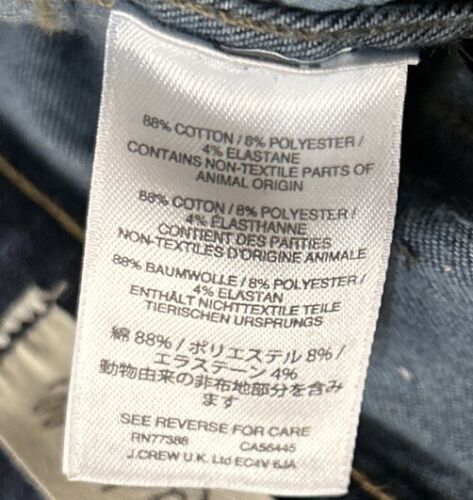 88% COTTON / 8% POLYESTER /
4% ELASTANE
CONTAINS NON-TEXTILE PARTS OF
ANIMAL ORIGIN
88% COTON / 8% POLYESTER /
4% ÉLASTHANNE
CONTIENT DES PARTIES
NON-TEXTILES D'ORIGINE ANIMALE
88% BAUMWOLLE / 8% POLYESTER /
4% ELASTAN
ENTHÄLT NICHTTEXTILE TEILE
TIERISCHEN URSPRUNGS
綿 88% / ポリエステル 8% /
エラステーン 4%
動物由来の非布地部分を含み
ます
SEE REVERSE FOR CARE
RN77388 CA56445
J.CREW U.K. Ltd EC4V 6JA